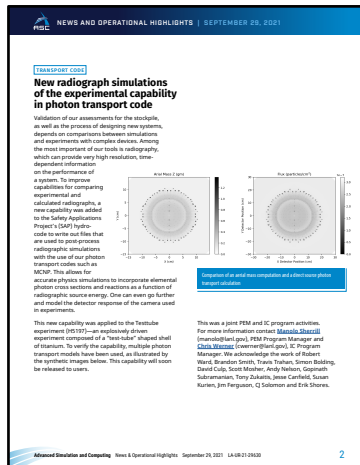 ASC
NEWS AND OPERATIONAL HIGHLIGHTS | SEPTEMBER 29, 2021
TRANSPORT CODE
New radiograph simulations
of the experimental capability
in photon transport code
Validation of our assessments for the stockpile,
as well as the process of designing new systems,
depends on comparisons between simulations
and experiments with complex devices. Among
the most important of our tools is radiography,
which can provide very high resolution, time-
dependent information
on the performance of
a system. To improve
capabilities for comparing
experimental and
calculated radiographs, a
new capability was added
to the Safety Applications
Project's (SAP) hydro-
code to write out files that
are used to post-process
radiographic simulations
with the use of our photon
transport codes such as
MCNP. This allows for
accurate physics simulations to incorporate elemental
photon cross sections and reactions as a function of
radiographic source energy. One can even go further
and model the detector response of the camera used
in experiments.
This new capability was applied to the Testtube
experiment (H5197)—an explosively driven
experiment composed of a "test-tube" shaped shell
of titanium. To verify the capability, multiple photon
transport models have been used, as illustrated by
the synthetic images below. This capability will soon
be released to users.
Comparison of an arial mass computation and a direct source photon
transport calculation
This was a joint PEM and IC program activities.
For more information contact Manolo Sherrill
(manolo@lanl.gov), PEM Program Manager and
Chris Werner (cwerner@lanl.gov), IC Program
Manager. We acknowledge the work of Robert
Ward, Brandon Smith, Travis Trahan, Simon Bolding,
David Culp, Scott Mosher, Andy Nelson, Gopinath
Subramanian, Tony Zukaitis, Jesse Canfield, Susan
Kurien, Jim Ferguson, CJ Solomon and Erik Shores.
Advanced Simulation and Computing News & Operational Highlights September 29, 2021 LA-UR-21-29630
2